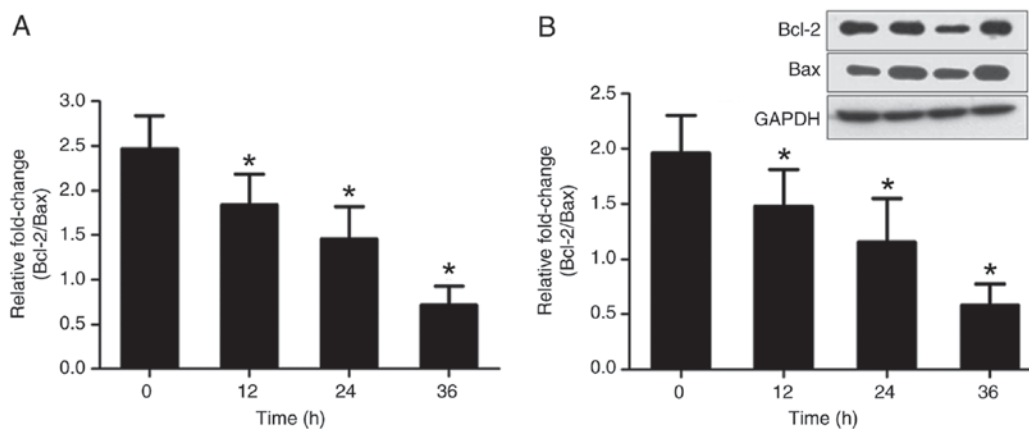 A
Relative fold-change
(Bcl-2/Bax)
3.0
2.5
2.0
1.5
1.0
0.5
0.0
*
*
*
0
12
24
36
Time (h)
B
Bcl-2
Bax
GAPDH
Relative fold-change
(Bcl-2/Bax)
2.5
2.0
1.5
1.0
0.5
0.0
*
*
*
0
12
24
36
Time (h)